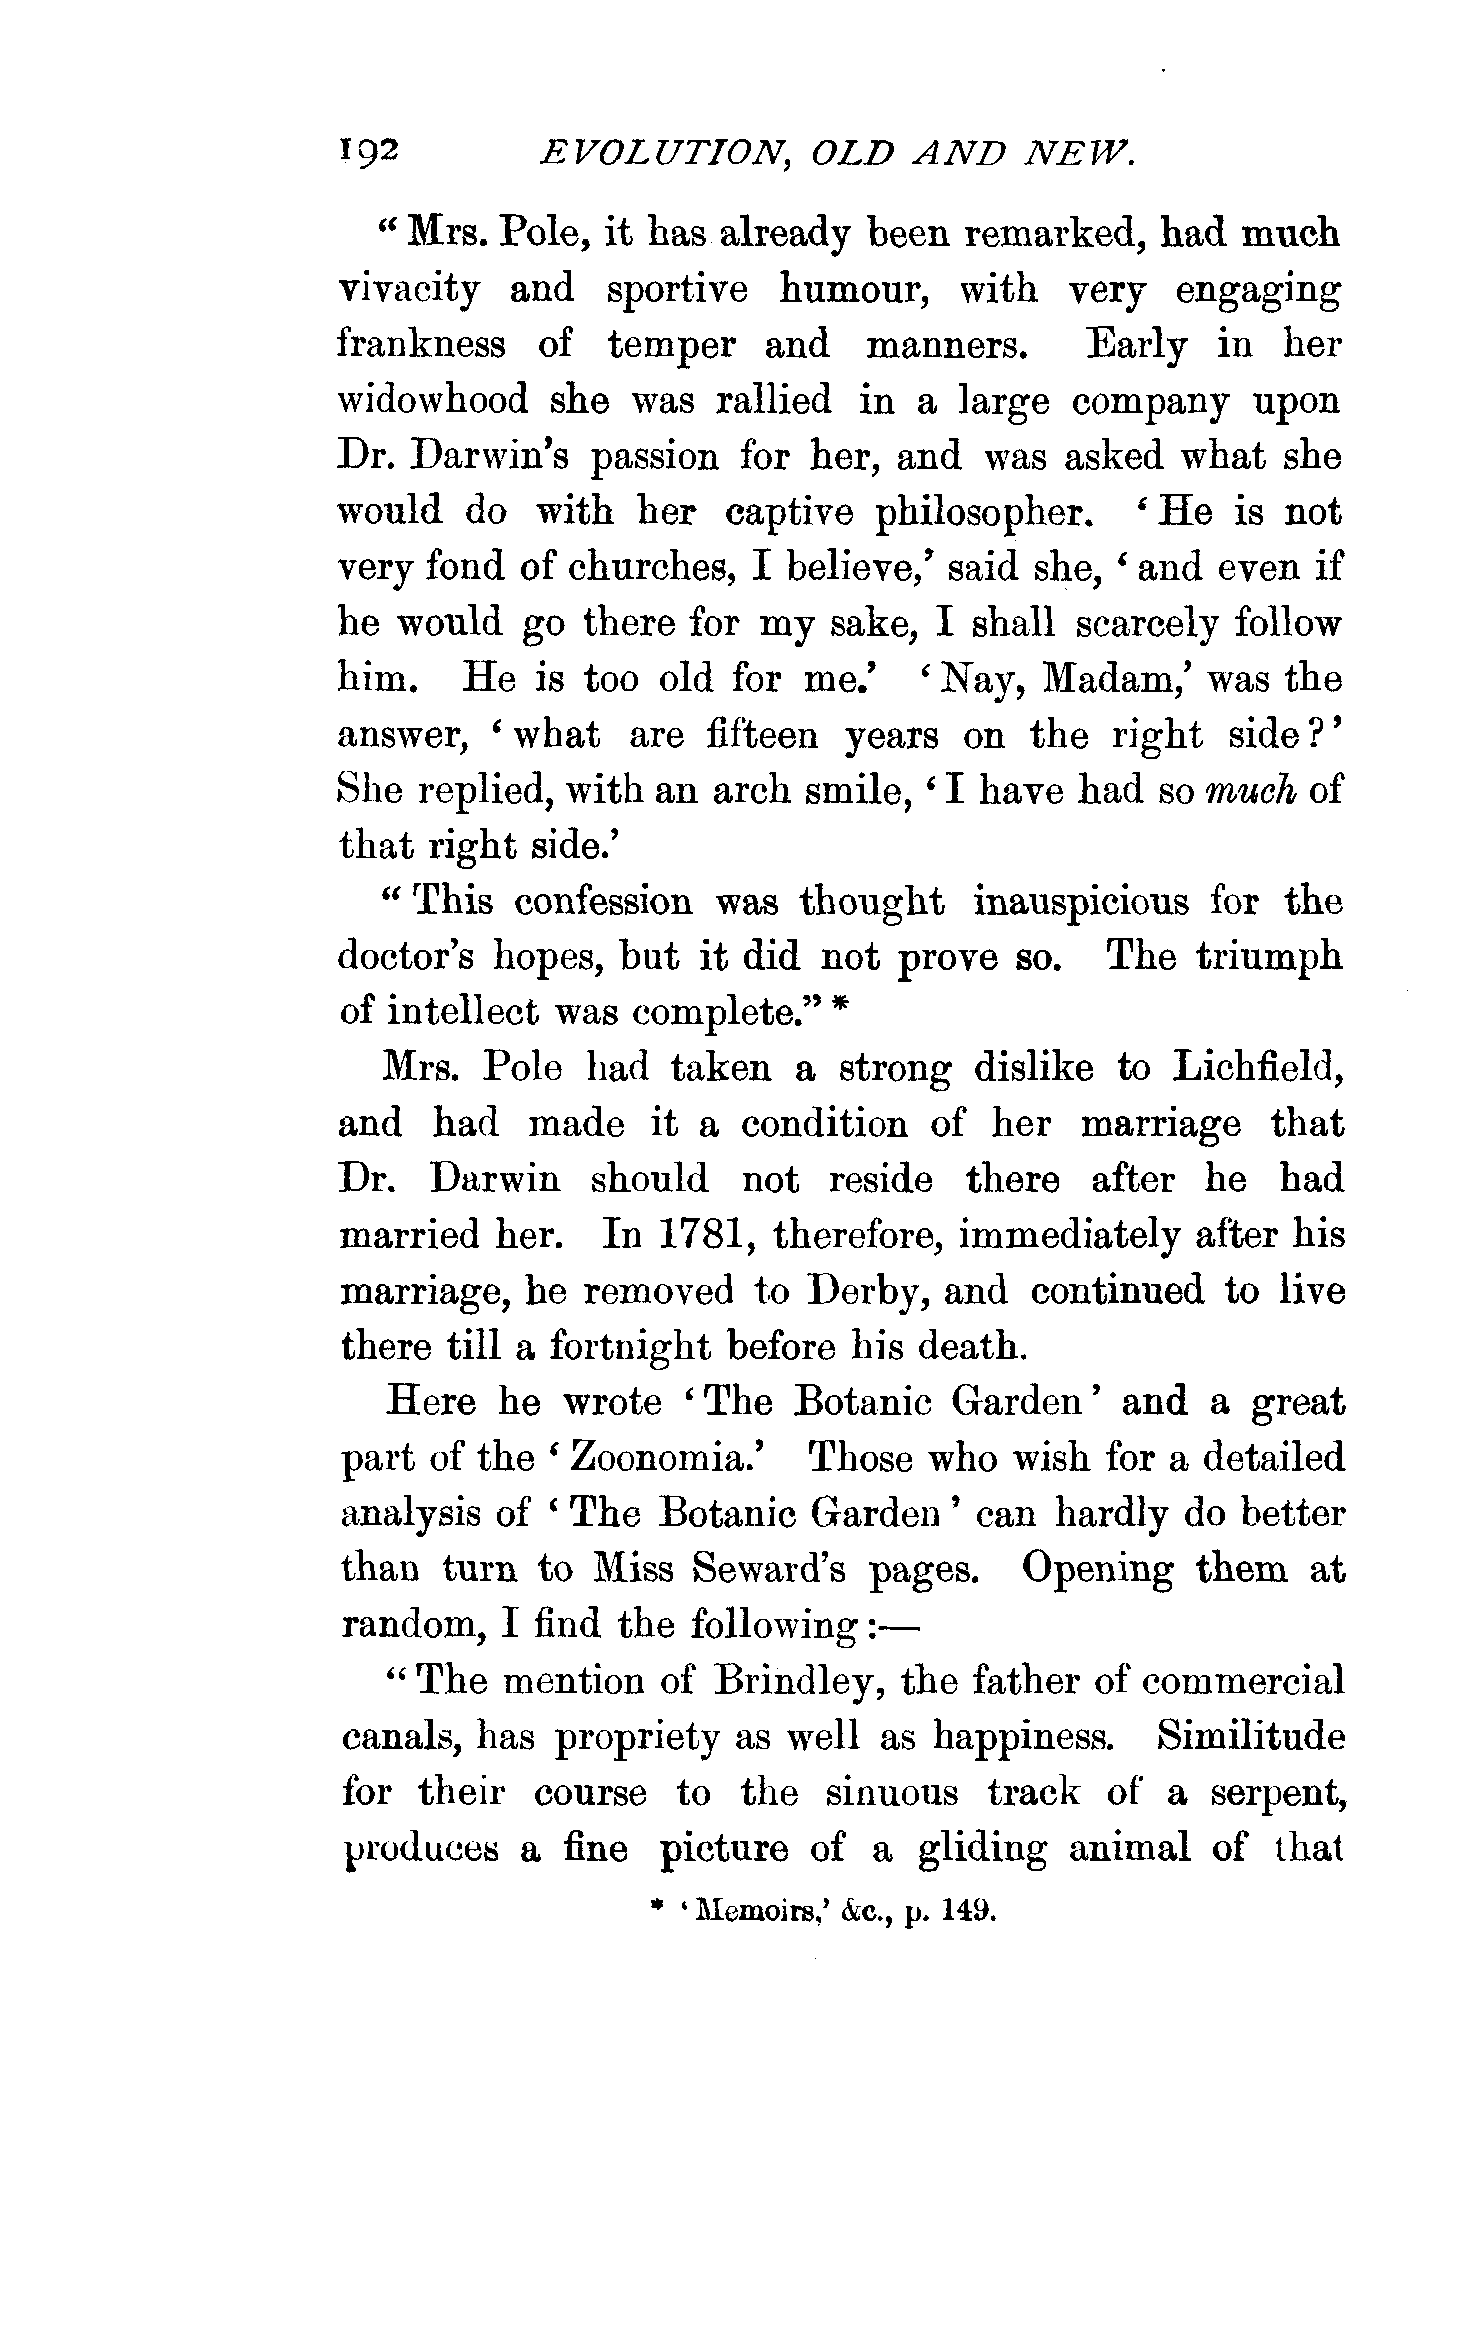 192 EVOLUTION, OLD AND NEW.
“Mrs. Pole, it has already been remarked, had much
vivacity and sportive humour, with very engaging
frankness of temper and manners. Early in her
widowhood she was rallied in a large company upon
Dr. Darwin’s passion for her, and was asked what she
would do with her captive philosopher. ‘He is not
very fond of churches, I believe,’ said she, ‘and even if
he would go there for my sake, I shall scarcely follow
him. He is too old for me.’ ‘Nay, Madam,’ was the
answer, ‘what are fifteen years on the right side?’
She replied, with an arch smile, ‘I have had so much of
that right side.’
“This confession was thought inauspicious for the
doctor’s hopes, but it did not prove so. The triumph
of intellect was complete.” *
Mrs. Pole had taken a strong dislike to Lichfield,
and had made it a condition of her marriage that
Dr. Darwin should not reside there after he had
married her. In 1781, therefore, immediately after his
marriage, he removed to Derby, and continued to live
there till a fortnight before his death.
Here he wrote ‘The Botanic Garden’ and a great
part of the ‘Zoonomia.’ Those who wish for a detailed
analysis of ‘The Botanic Garden’ can hardly do better
than turn to Miss Seward’s pages. Opening them at
random, I find the following:—
“The mention of Brindley, the father of commercial
canals, has propriety as well as happiness. Similitude
for their course to the sinuous track of a serpent,
produces a fine picture of a gliding animal of that
* ‘Memoirs,’ &c., p. 149.